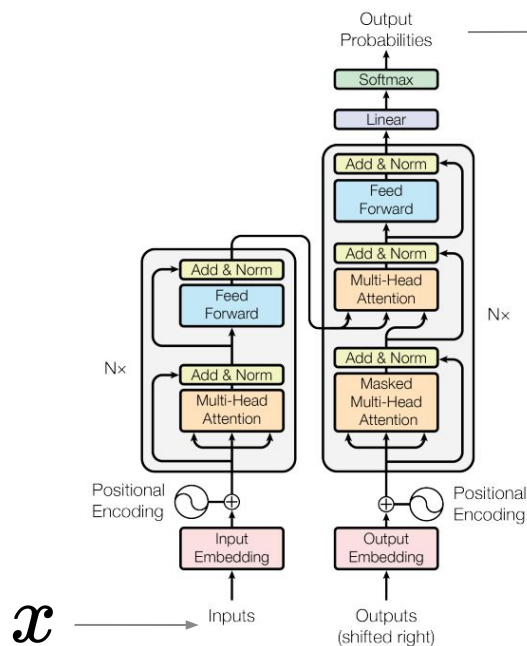 Output
Probabilities
Softmax
Linear
Add & Norm
Feed
Forward
Add & Norm
Multi-Head
Attention
Add & Norm
Masked
Multi-Head
Attention
Nx
Add & Norm
Feed
Forward
Add & Norm
Multi-Head
Attention
Nx
Positional
Encoding
Positional
Encoding
Input
Embedding
Output
Embedding
x
Inputs
Outputs
(shifted right)